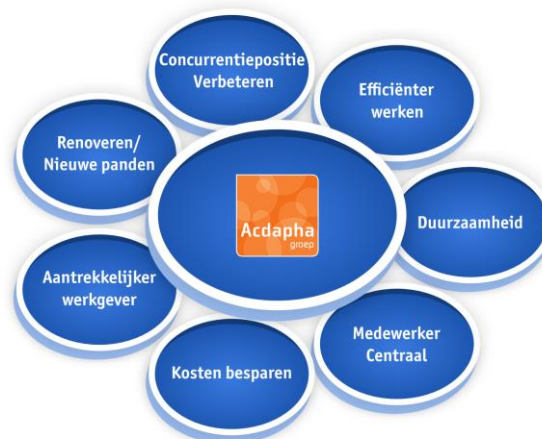 Concurrentiepositie
Verbeteren
Efficiënter
werken
Renoveren/
Nieuwe panden
Acdapha
groep
Duurzaamheid
Aantrekkelijker
werkgever
Medewerker
Centraal
Kosten besparen